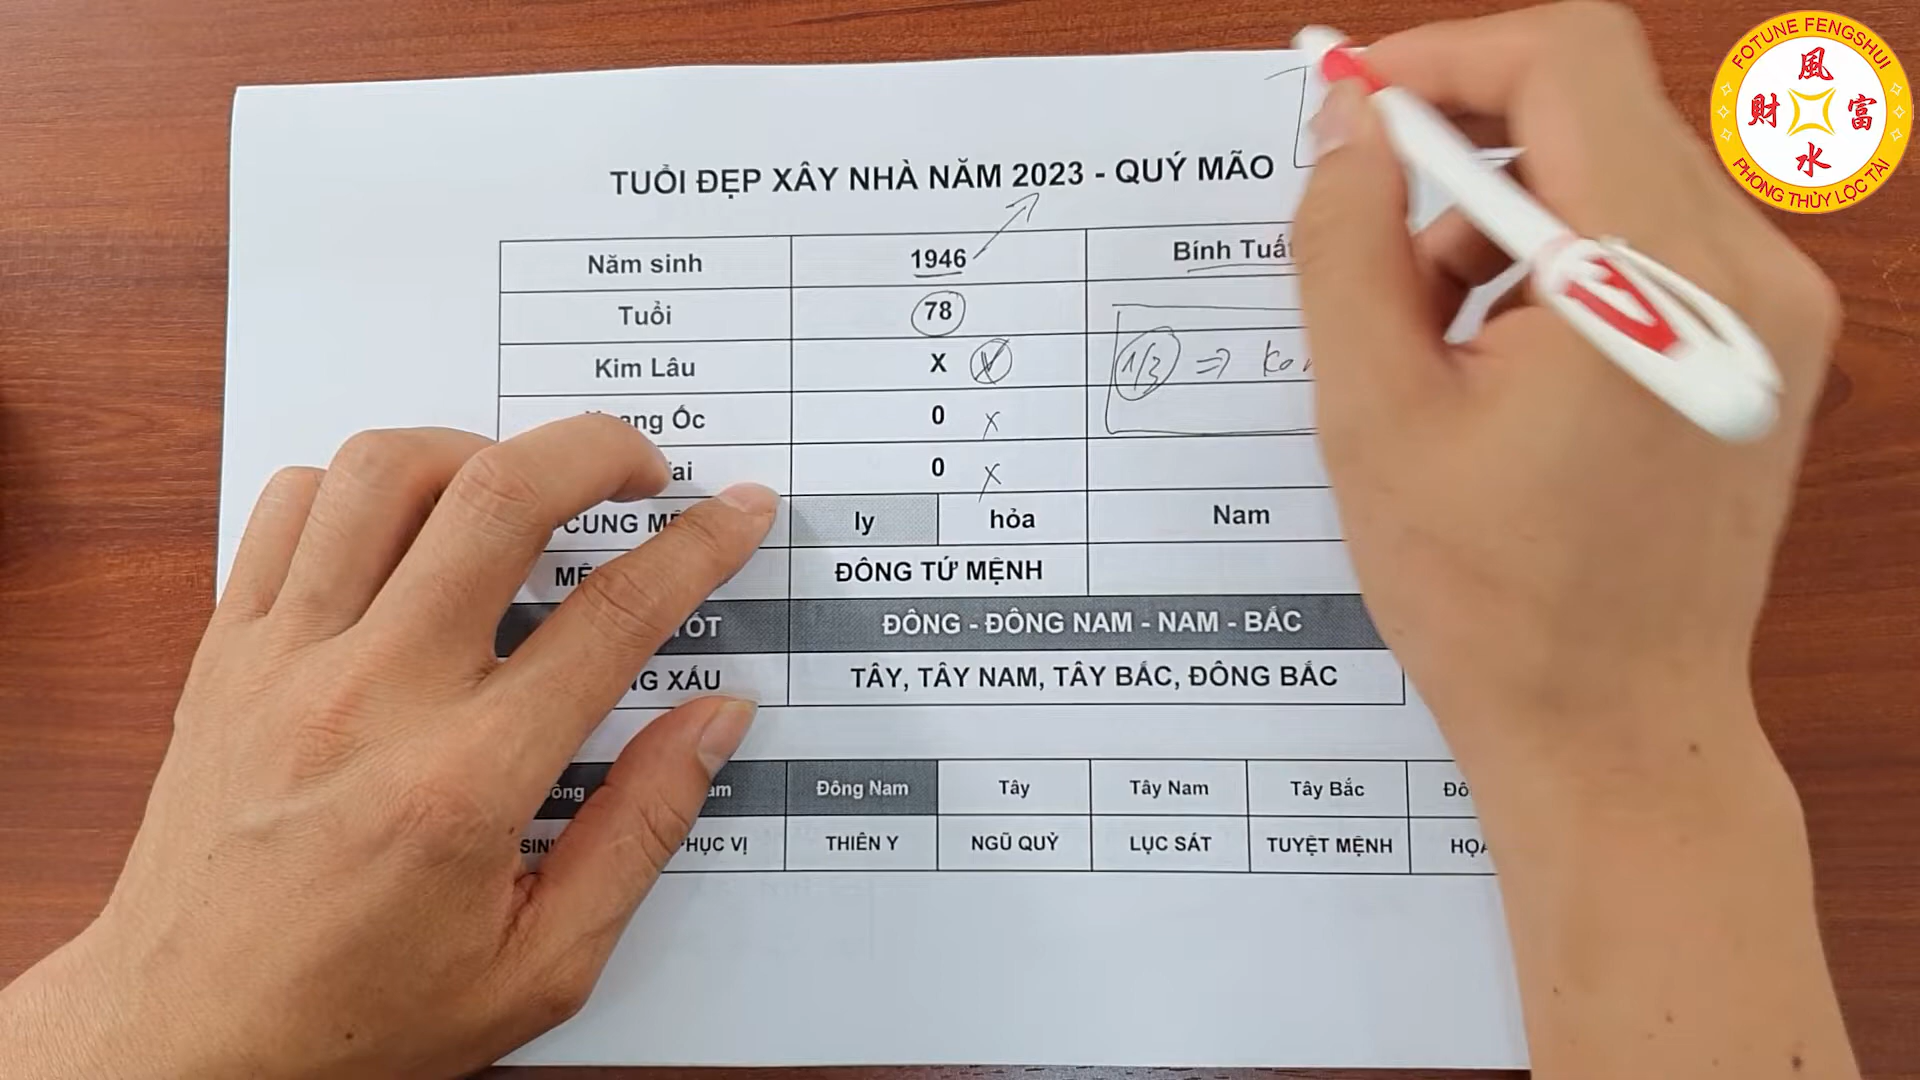 FOTUNE FENGSHUI
風
財 富
水
PHONG THỦY LỘC TÀI
TUỔI ĐẸP XÂY NHÀ NĂM 2023 - QUÝ MÃO
Năm sinh 1946 Bính Tuất
Tuổi 78
Kim Lâu X V 1/3 ⇒
Ốc 0 X
0 X
CUNG ly hỏa Nam
ĐÔNG TỨ MỆNH
ĐÔNG - ĐÔNG NAM - NAM - BẮC
XẤU TÂY, TÂY NAM, TÂY BẮC, ĐÔNG BẮC
Đông Nam Tây Tây Nam Tây Bắc
VỊ THIÊN Y NGŨ QUỶ LỤC SÁT TUYỆT MỆNH